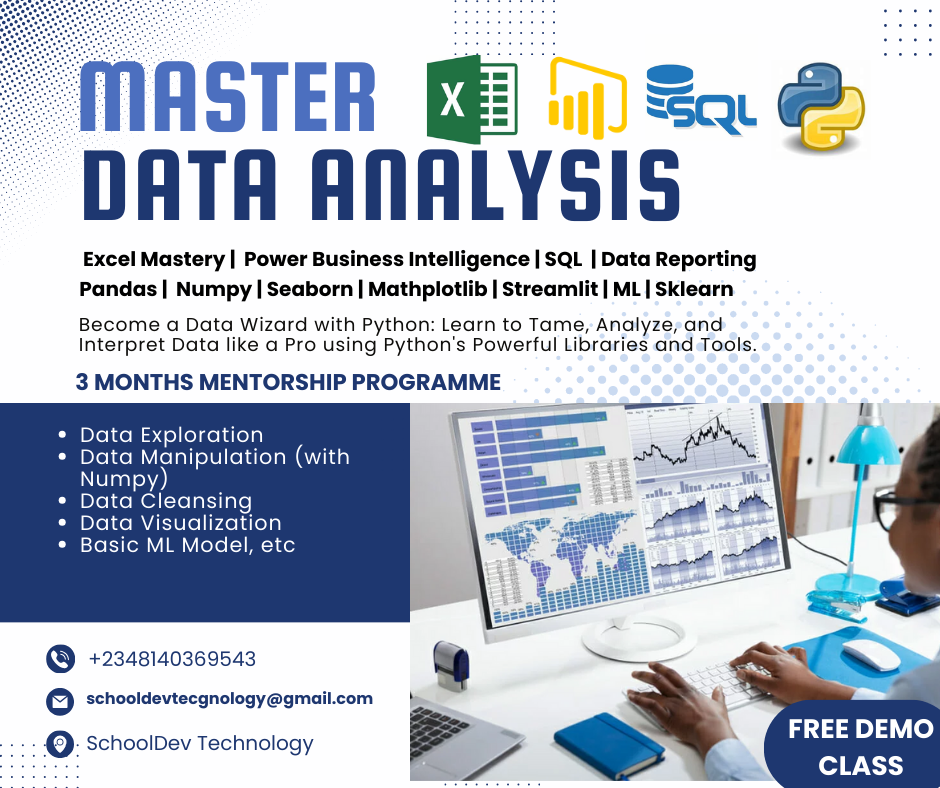 MASTER
X
SQL
DATA ANALYSIS
Excel Mastery | Power Business Intelligence | SQL | Data Reporting
Pandas | Numpy | Seaborn | Mathplotlib | Streamlit | ML | Sklearn
Become a Data Wizard with Python: Learn to Tame, Analyze, and
Interpret Data like a Pro using Python's Powerful Libraries and Tools.
3 MONTHS MENTORSHIP PROGRAMME
• Data Exploration
• Data Manipulation (with
Numpy)
• Data Cleansing
• Data Visualization
• Basic ML Model, etc
+2348140369543
schooldevtecgnology@gmail.com
SchoolDev Technology
FREE DEMO
CLASS